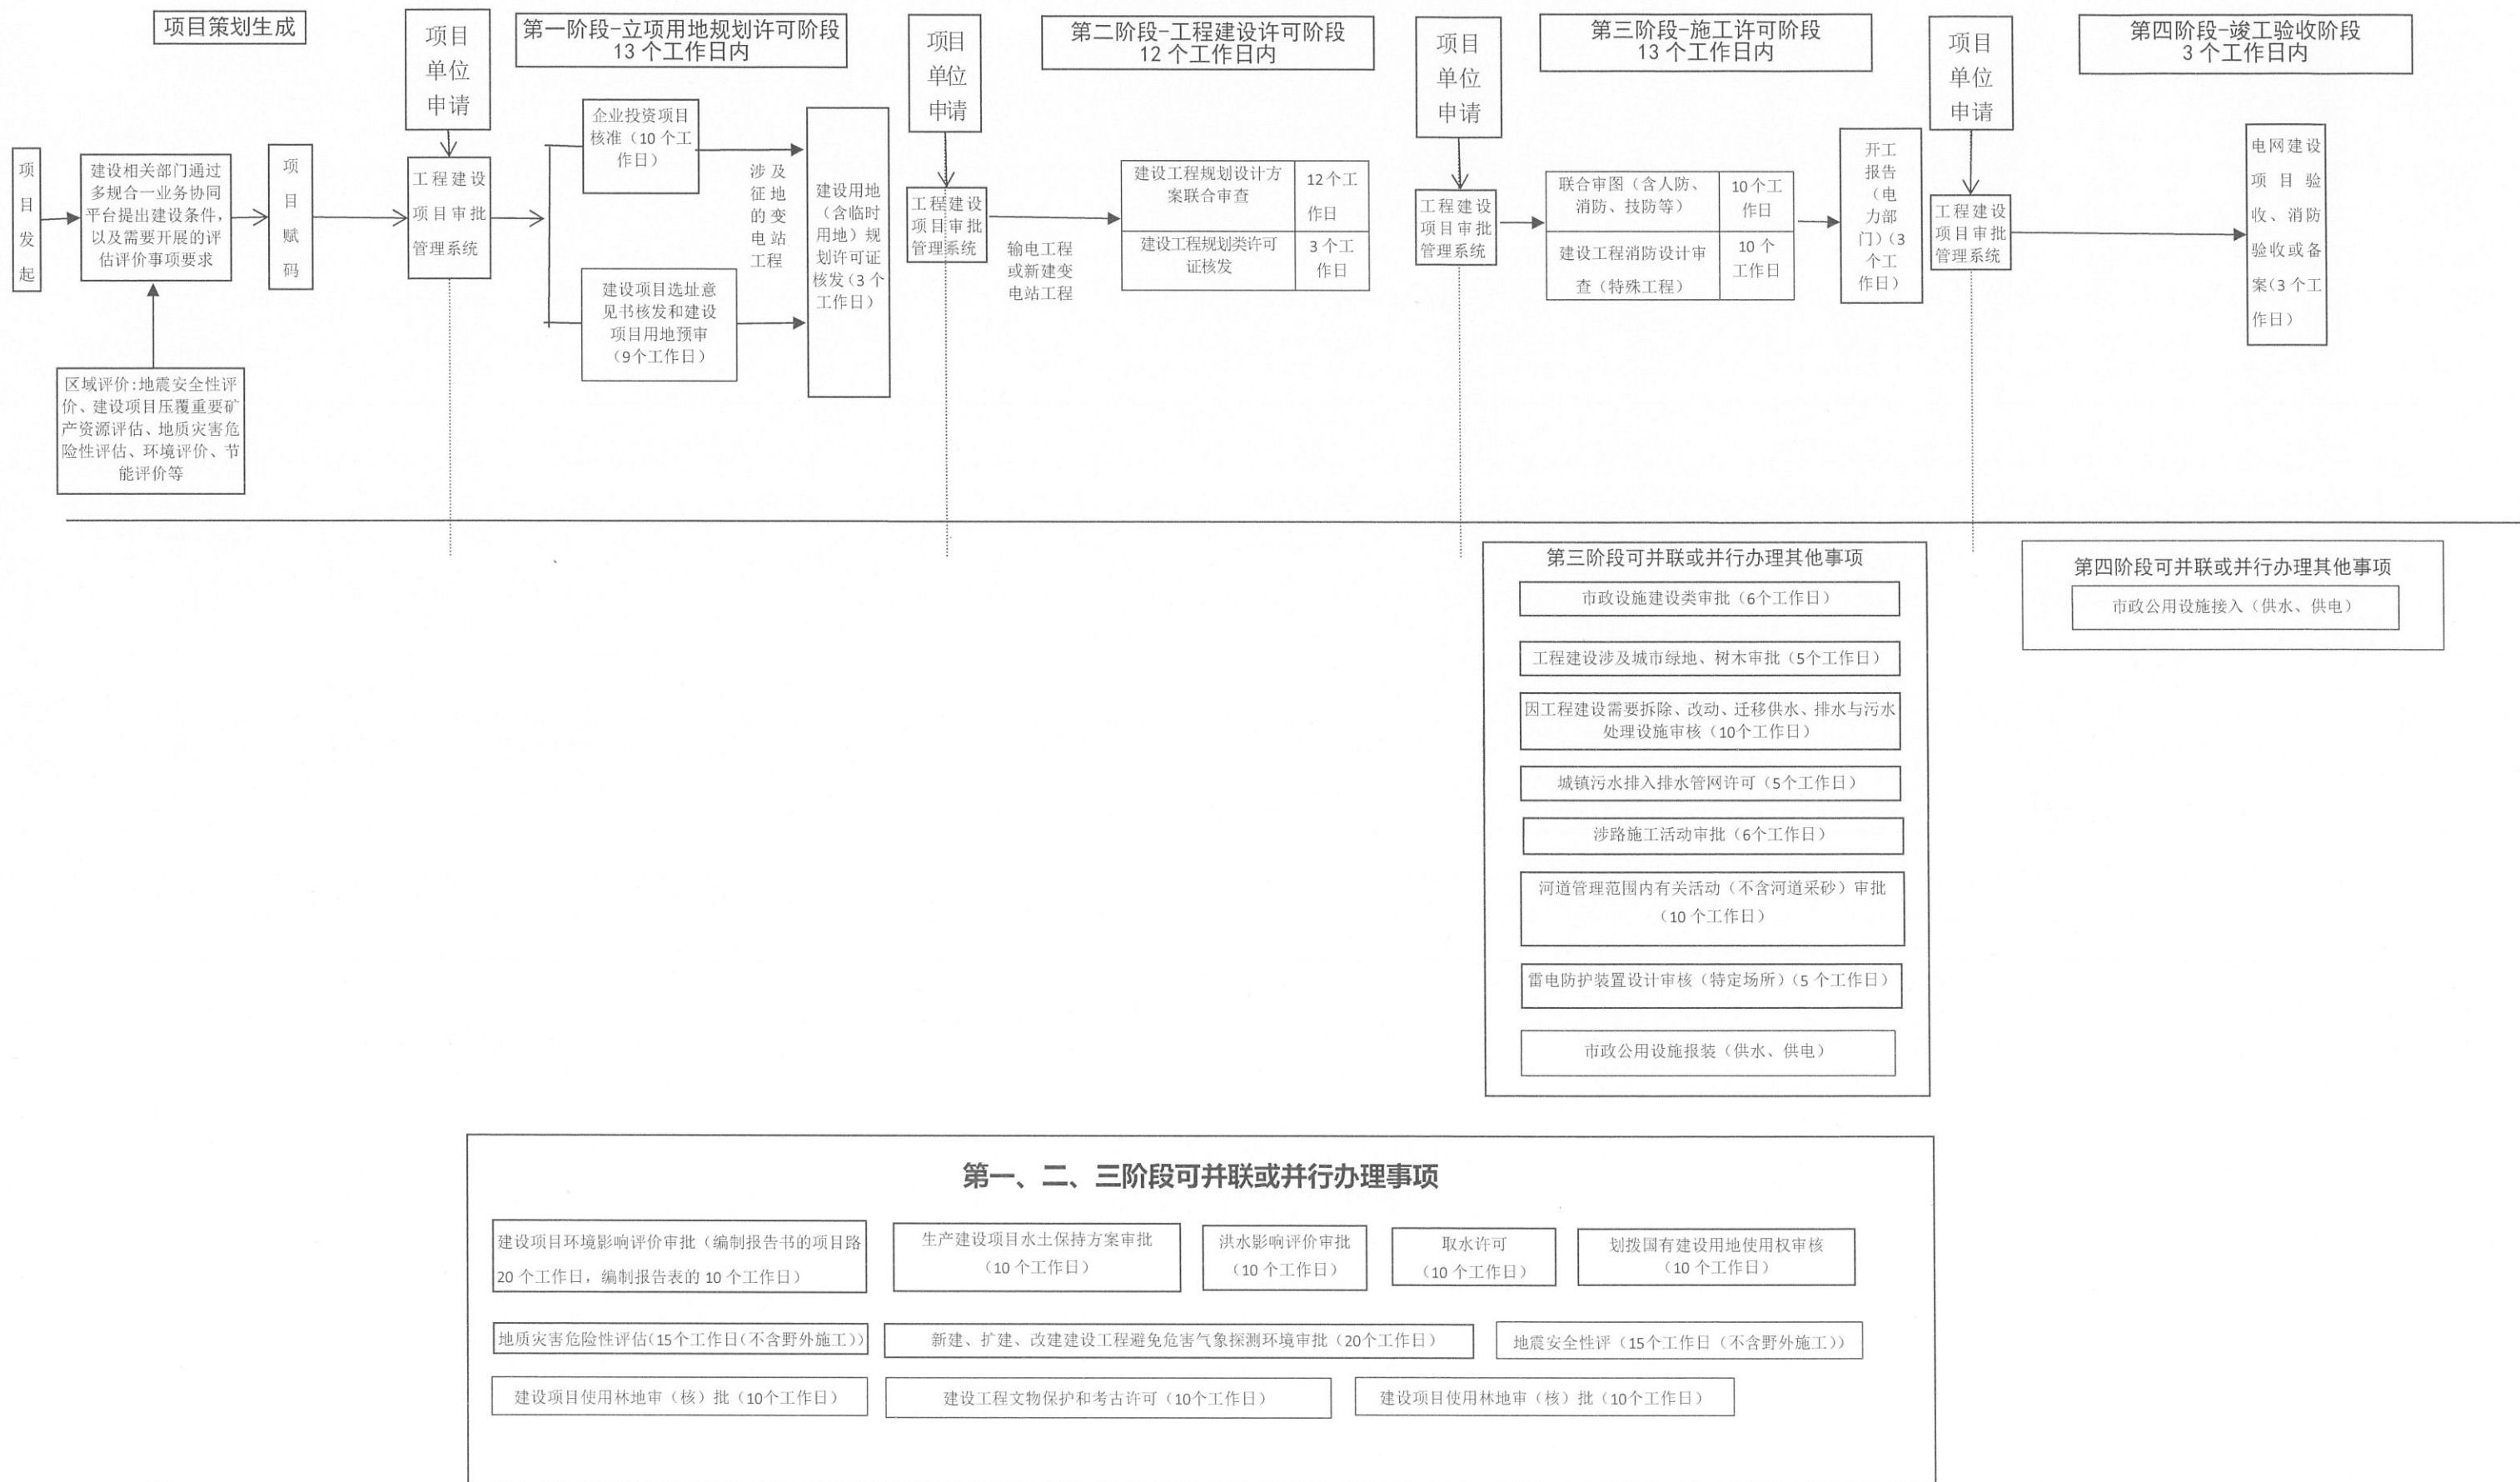 项目策划生成
项目
单位
申请
第一阶段-立项用地规划许可阶段
13 个工作日内
项目
单位
申请
第二阶段-工程建设许可阶段
12 个工作日内
项目
单位
申请
第三阶段-施工许可阶段
13 个工作日内
项目
单位
申请
第四阶段-竣工验收阶段
3 个工作日内
项
目
发
起
建设相关部门通过
多规合一业务协同
平台提出建设条件，
以及需要开展的评
估评价事项要求
项
目
赋
码
区域评价:地震安全性评
价、建设项目压覆重要矿
产资源评估、地质灾害危
险性评估、环境评价、节
能评价等
工程建设
项目审批
管理系统
企业投资项目
核准（10 个工
作日）
建设项目选址意
见书核发和建设
项目用地预审
（9个工作日）
涉及
征地
的变
电站
工程
建设用地
（含临时
用地）规
划许可证
核发（3 个
工作日）
工程建设
项目审批
管理系统
输电工程
或新建变
电站工程
建设工程规划设计方
案联合审查
12个工
作日
建设工程规划类许可
证核发
3 个工
作日
工程建设
项目审批
管理系统
联合审图（含人防、
消防、技防等）
10个工
作日
建设工程消防设计审
查（特殊工程）
10 个
工作日
开工
报告
（电
力部
门）（3
个工
作日）
工程建设
项目审批
管理系统
电网建设
项目验
收、消防
验收或备
案（3 个工
作日）
第三阶段可并联或并行办理其他事项
市政设施建设类审批（6个工作日）
工程建设涉及城市绿地、树木审批（5个工作日）
因工程建设需要拆除、改动、迁移供水、排水与污水
处理设施审核（10个工作日）
城镇污水排入排水管网许可（5个工作日）
涉路施工活动审批（6个工作日）
河道管理范围内有关活动（不含河道采砂）审批
（10 个工作日）
雷电防护装置设计审核（特定场所）（5 个工作日）
市政公用设施报装（供水、供电）
第四阶段可并联或并行办理其他事项
市政公用设施接入（供水、供电）
第一、二、三阶段可并联或并行办理事项
建设项目环境影响评价审批（编制报告书的项目路
20 个工作日，编制报告表的 10 个工作日）
生产建设项目水土保持方案审批
（10 个工作日）
洪水影响评价审批
（10 个工作日）
取水许可
（10 个工作日）
划拨国有建设用地使用权审核
（10 个工作日）
地质灾害危险性评估（15个工作日（不含野外施工））
新建、扩建、改建建设工程避免危害气象探测环境审批（20个工作日）
地震安全性评（15个工作日（不含野外施工））
建设项目使用林地审（核）批（10个工作日）
建设工程文物保护和考古许可（10个工作日）
建设项目使用林地审（核）批（10个工作日）